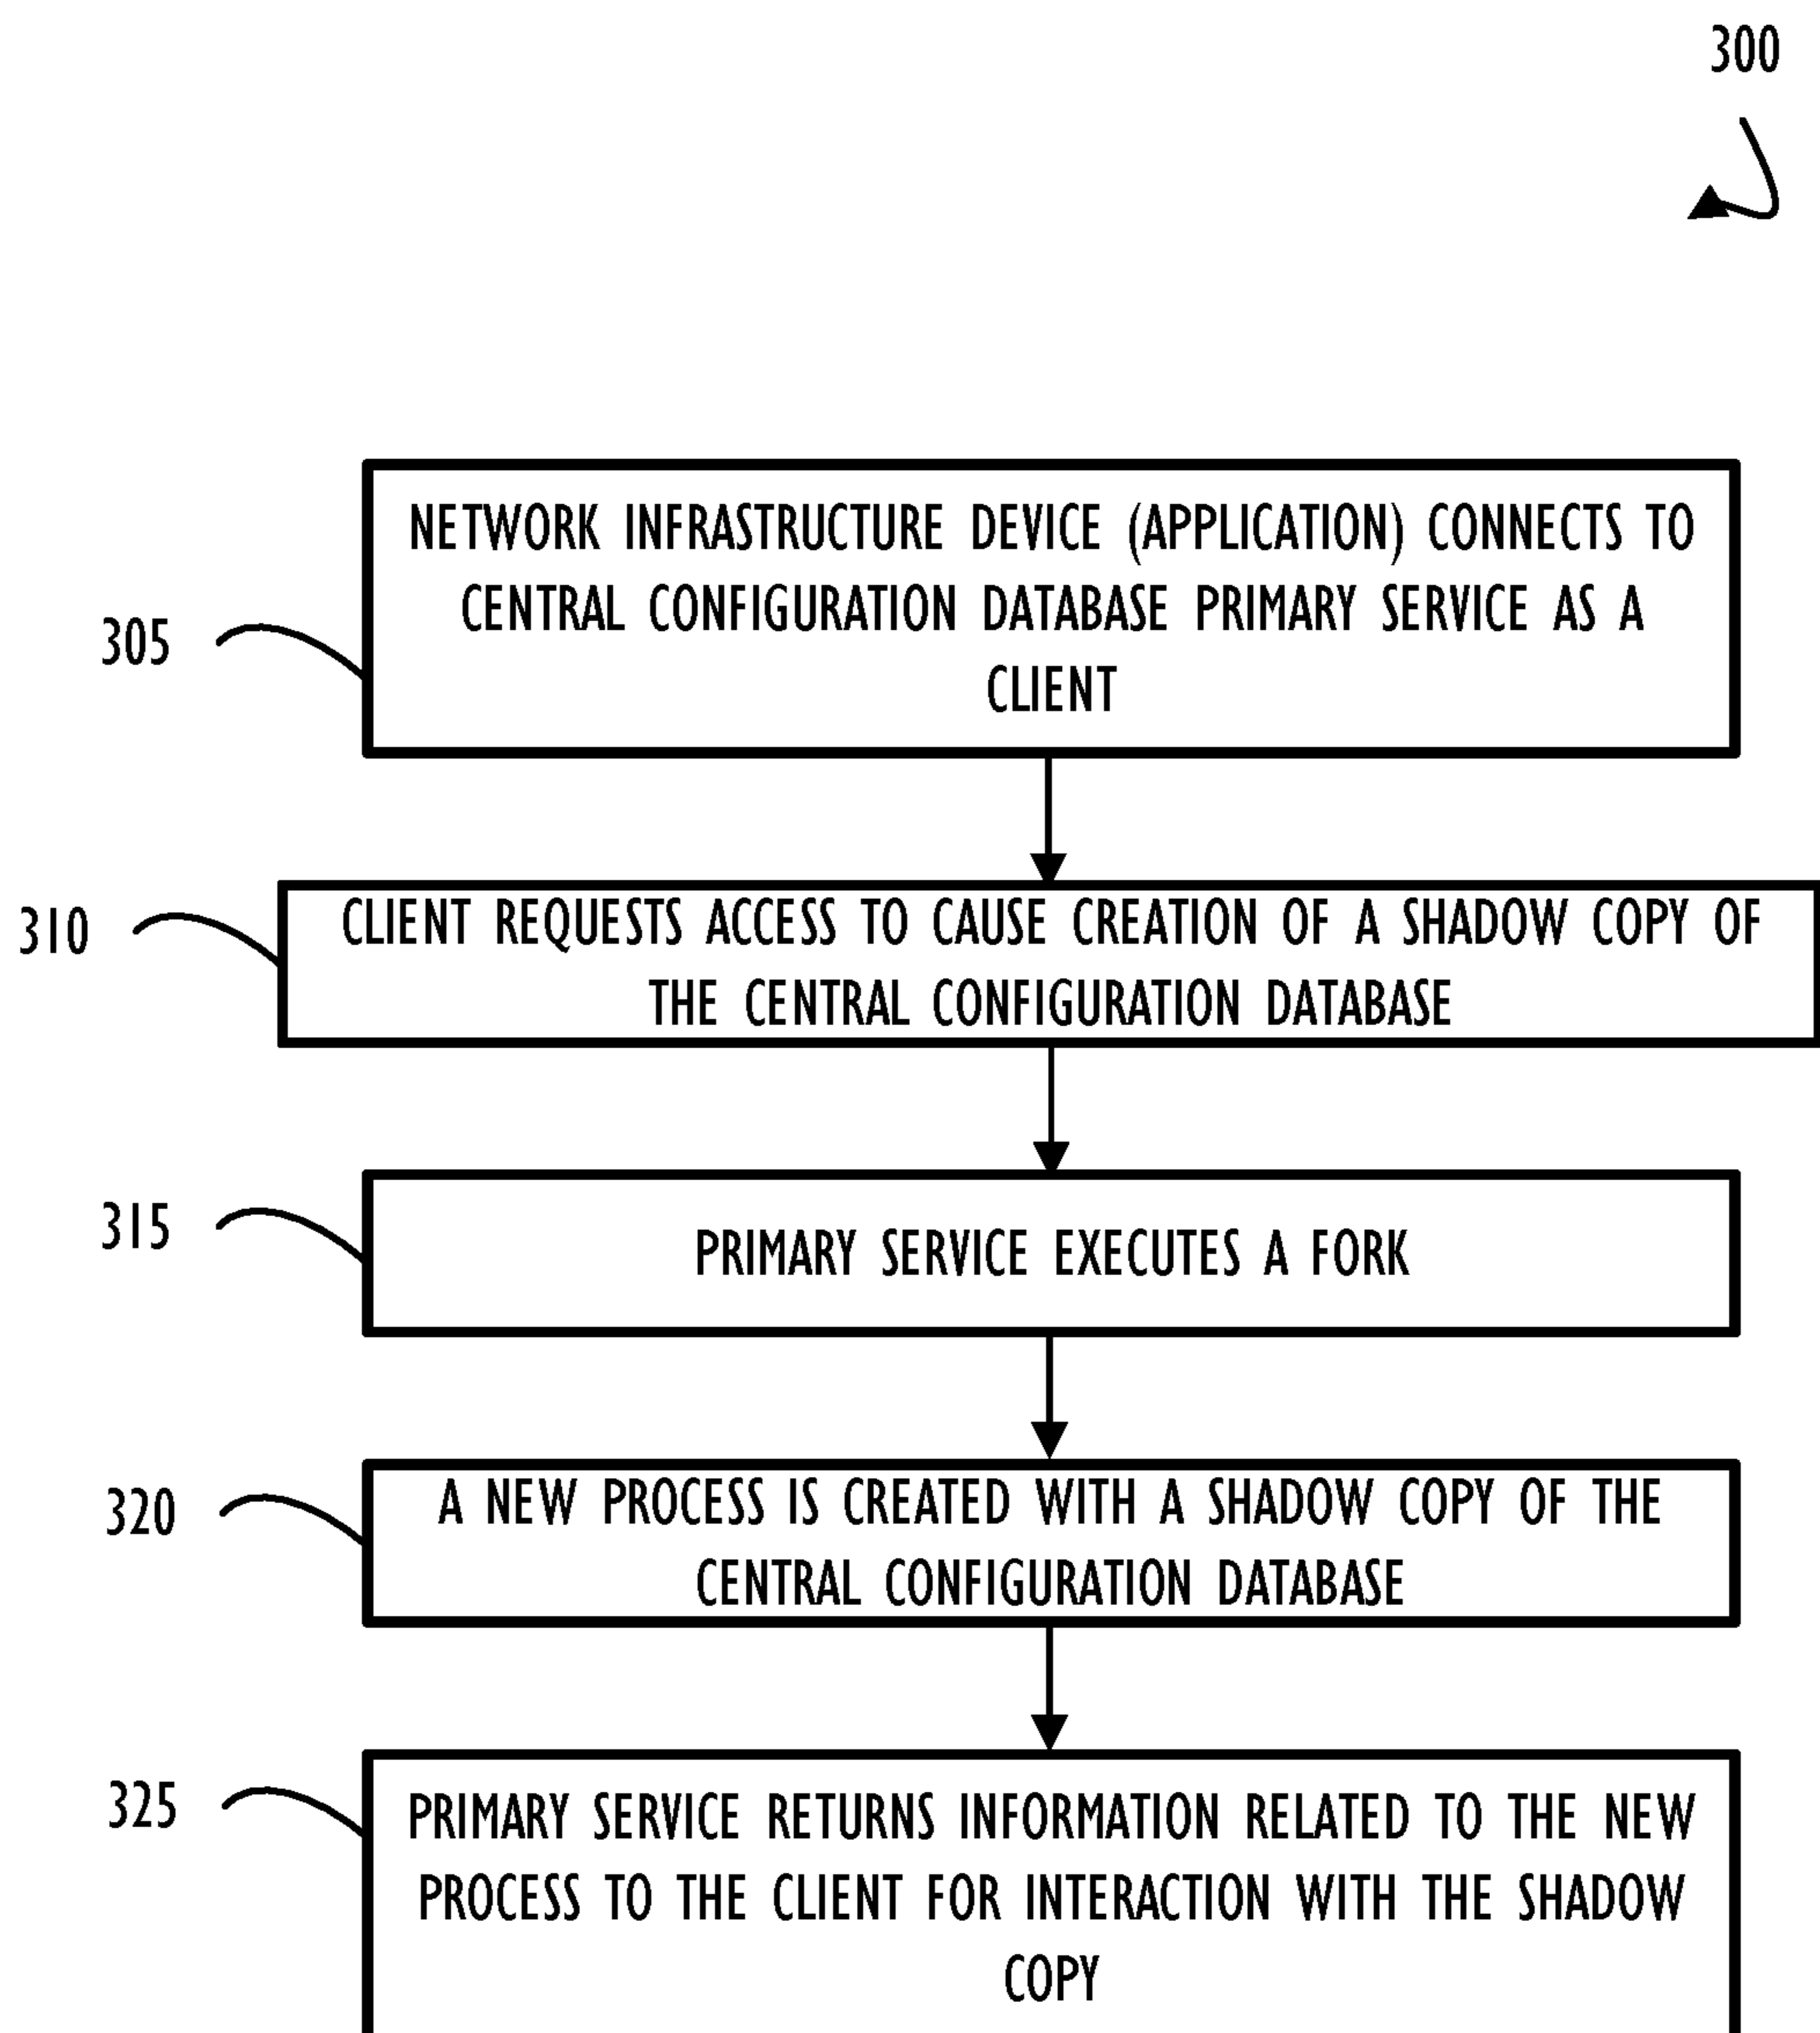 300
NETWORK INFRASTRUCTURE DEVICE (APPLICATION) CONNECTS TO
CENTRAL CONFIGURATION DATABASE PRIMARY SERVICE AS A
CLIENT
305
CLIENT REQUESTS ACCESS TO CAUSE CREATION OF A SHADOW COPY OF
THE CENTRAL CONFIGURATION DATABASE
310
PRIMARY SERVICE EXECUTES A FORK
315
A NEW PROCESS IS CREATED WITH A SHADOW COPY OF THE
CENTRAL CONFIGURATION DATABASE
320
PRIMARY SERVICE RETURNS INFORMATION RELATED TO THE NEW
PROCESS TO THE CLIENT FOR INTERACTION WITH THE SHADOW
COPY
325